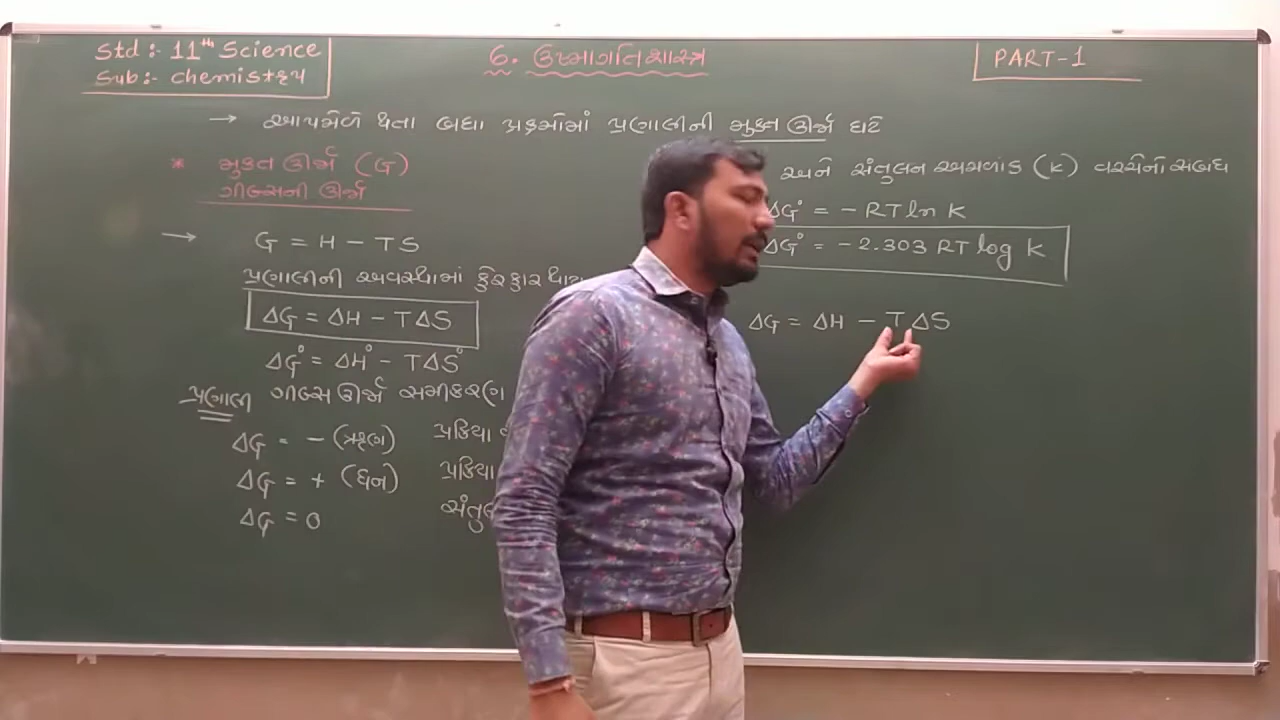 Std :- 11th Science
Sub:- chemistry
6. ઉષ્માગતિશાસ્ત્ર
PART-1
→ આપમેળે થતા બધા પ્રક્રમોમાં પ્રણાલીની મુક્ત ઊર્જા ઘટે
* મુક્ત ઊર્જા (G)
ગીબ્સની ઊર્જા
→ G = H - TS
પ્રણાલીની અવસ્થામાં ફેરફાર થાય
ΔG = ΔH - TΔS
ΔG° = ΔH° - TΔS°
પ્રણાલી ગીબ્સ ઊર્જા સમીકરણ
ΔG = - (ઋણ) પ્રક્રિયા
ΔG = + (ધન) પ્રક્રિયા
ΔG = 0
અને સંતુલન અચળાંક (K) વચ્ચેનો સંબંધ
ΔG° = - RT ln K
ΔG° = - 2.303 RT log K
ΔG = ΔH - TΔS